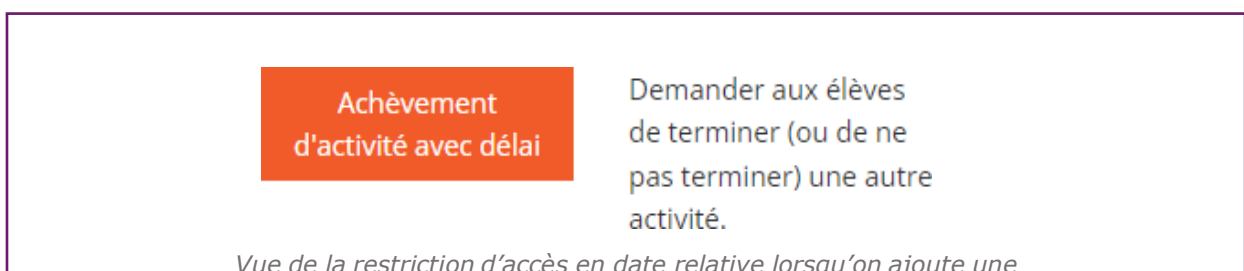 Achèvement
d'activité avec délai
Demander aux élèves
de terminer (ou de ne
pas terminer) une autre
activité.
Vue de la restriction d’accès en date relative lorsqu’on ajoute une